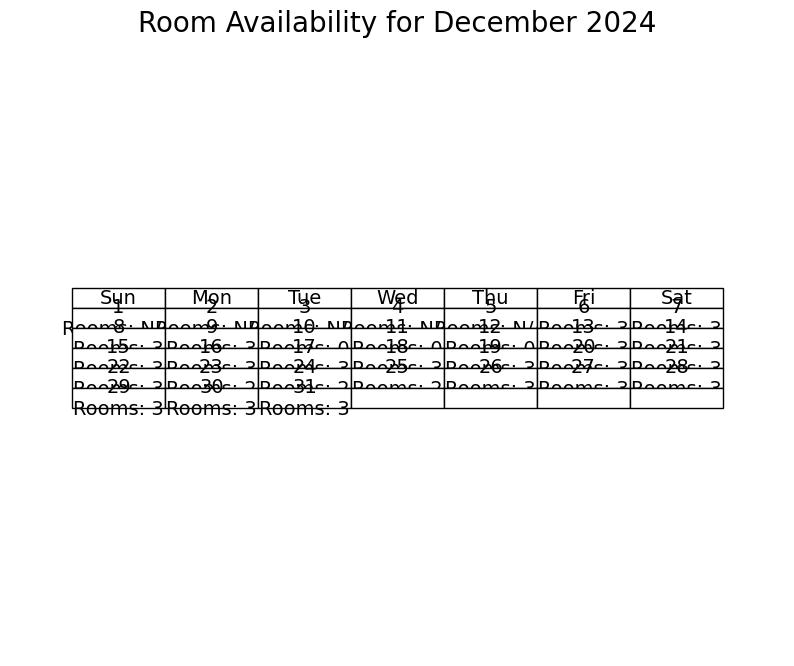 Room Availability for December 2024
Sun Mon Tue Wed Thu Fri Sat
1 2 3 4 5 6 7
Rooms: Rooms: Rooms: Rooms: Rooms: N/ Rooms: 3 Rooms: 3
8 9 10 11 12 13 14
Rooms: 3 Rooms: 3 Rooms: 0 Rooms: 0 Rooms: 0 Rooms: 3 Rooms: 3
15 16 17 18 19 20 21
Rooms: 3 Rooms: 3 Rooms: 3 Rooms: 3 Rooms: 3 Rooms: 3 Rooms: 3
22 23 24 25 26 27 28
Rooms: 3 Rooms: 2 Rooms: 2 Rooms: 2 Rooms: 3 Rooms: 3 Rooms: 3
29 30 31
Rooms: 3 Rooms: 3 Rooms: 3